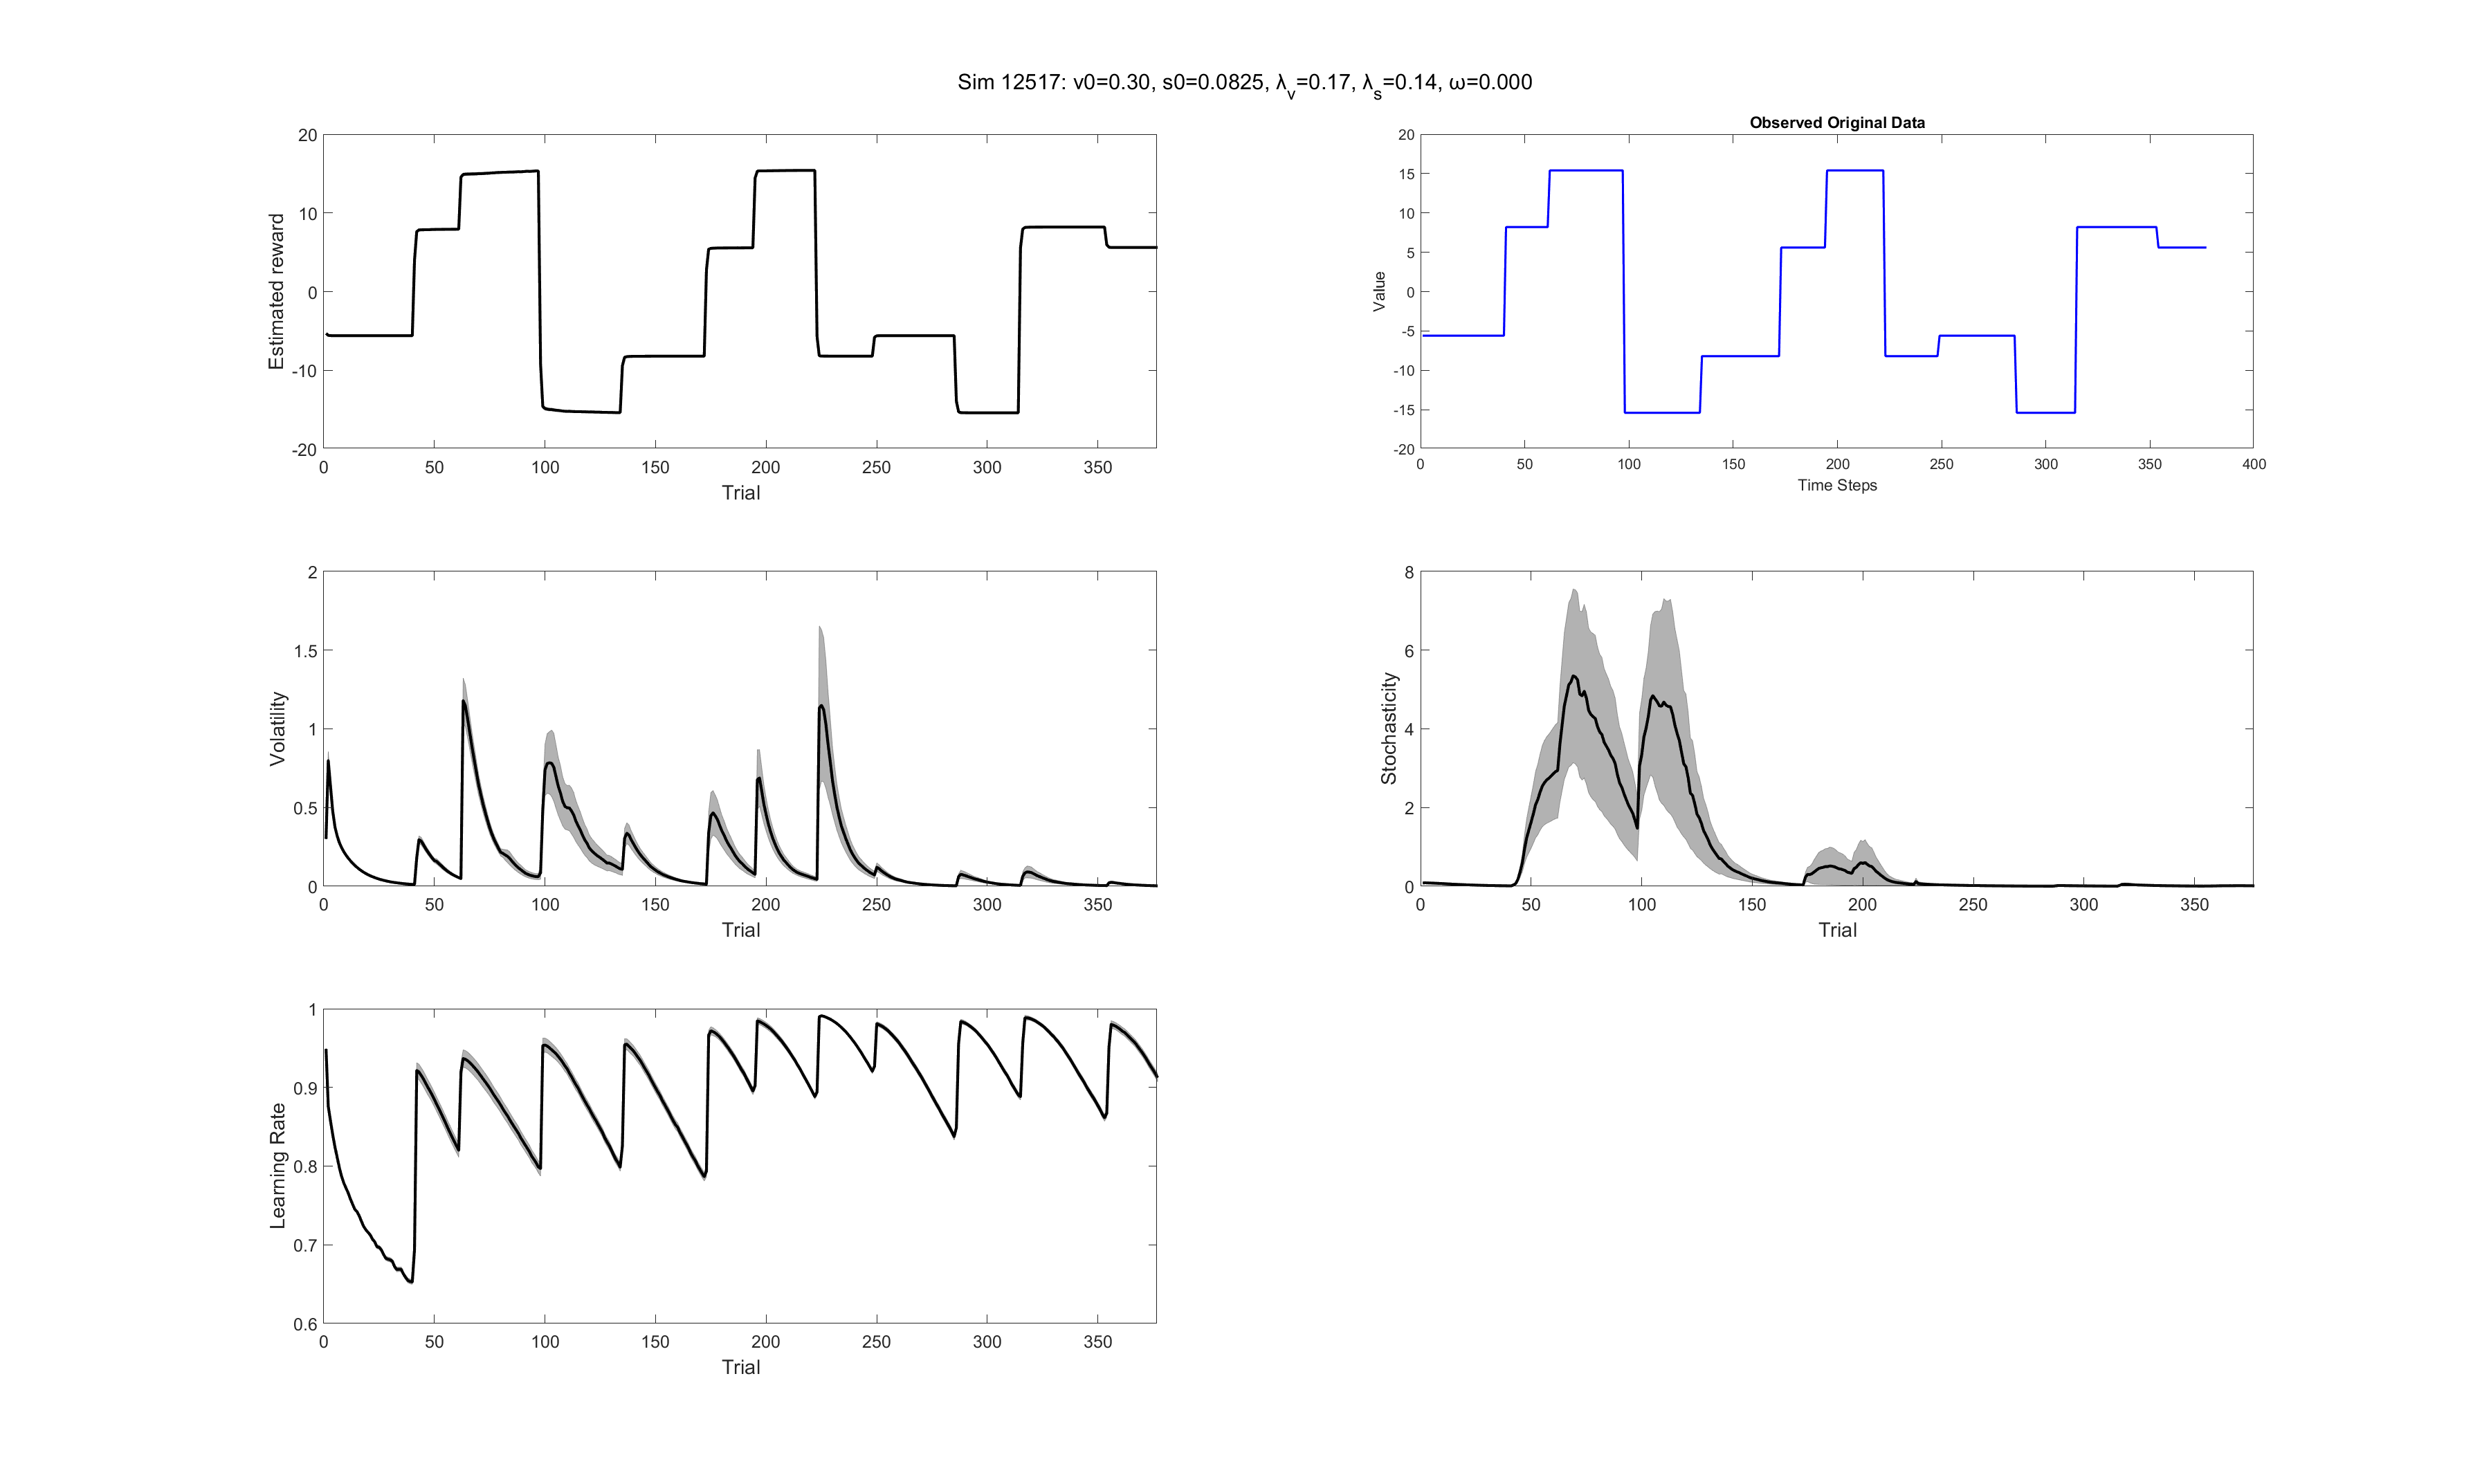 Sim 12517: v0=0.30, s0=0.0825, λv=0.17, λs=0.14, ω=0.000
20
10
0
-10
-20
Estimated reward
0 50 100 150 200 250 300 350
Trial
Observed Original Data
20
15
10
5
0
-5
-10
-15
-20
Value
0 50 100 150 200 250 300 350 400
Time Steps
2
1.5
1
0.5
0
Volatility
0 50 100 150 200 250 300 350
Trial
8
6
4
2
0
Stochasticity
0 50 100 150 200 250 300 350
Trial
1
0.9
0.8
0.7
0.6
Learning Rate
0 50 100 150 200 250 300 350
Trial